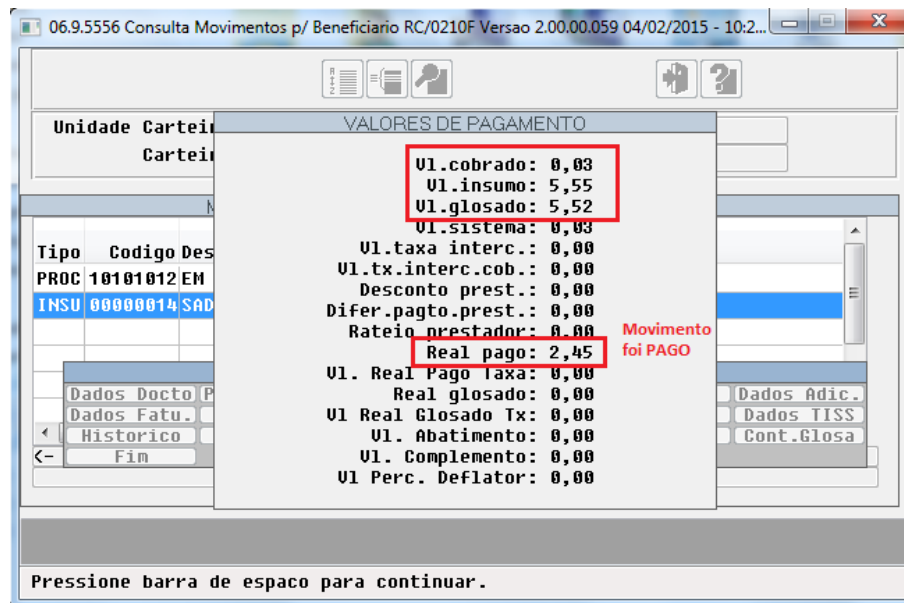 06.9.5556 Consulta Movimentos p/ Beneficiario RC/0210F Versao 2.00.00.059 04/02/2015 - 10:2...
Unidade Cartei
Cartei
VALORES DE PAGAMENTO
Vl.cobrado: 0,03
Vl.insumo: 5,55
Vl.glosado: 5,52
Vl.sistema: 0,03
Vl.taxa interc.: 0,00
Vl.tx.interc.cob.: 0,00
Desconto prest.: 0,00
Difer.pagto.prest.: 0,00
Rateio prestador: 0,00
Real pago: 2,45
Vl. Real Pago Taxa: 0,00
Real glosado: 0,00
Vl Real Glosado Tx: 0,00
Vl. Abatimento: 0,00
Vl. Complemento: 0,00
Vl Perc. Deflator: 0,00
Movimento
foi PAGO
M
Tipo Codigo Des
PROC 10101012 EM
INSU 00000014 SAD
Dados Docto P Dados Adic.
Dados Fatu. Dados TISS
Historico Cont.Glosa
<- Fim
Pressione barra de espaco para continuar.